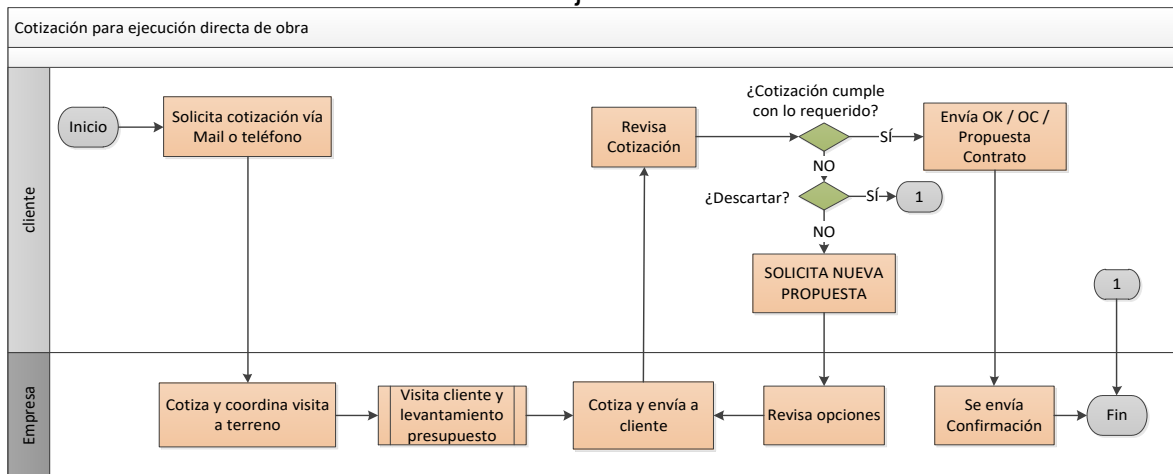 Cotización para ejecución directa de obra
cliente
Inicio
Solicita cotización vía
Mail o teléfono
Revisa
Cotización
¿Cotización cumple
con lo requerido?
SÍ
Envía OK / OC /
Propuesta
Contrato
NO
¿Descartar?
SÍ
1
NO
SOLICITA NUEVA
PROPUESTA
1
Empresa
Cotiza y coordina visita
a terreno
Visita cliente y
levantamiento
presupuesto
Cotiza y envía a
cliente
Revisa opciones
Se envía
Confirmación
Fin